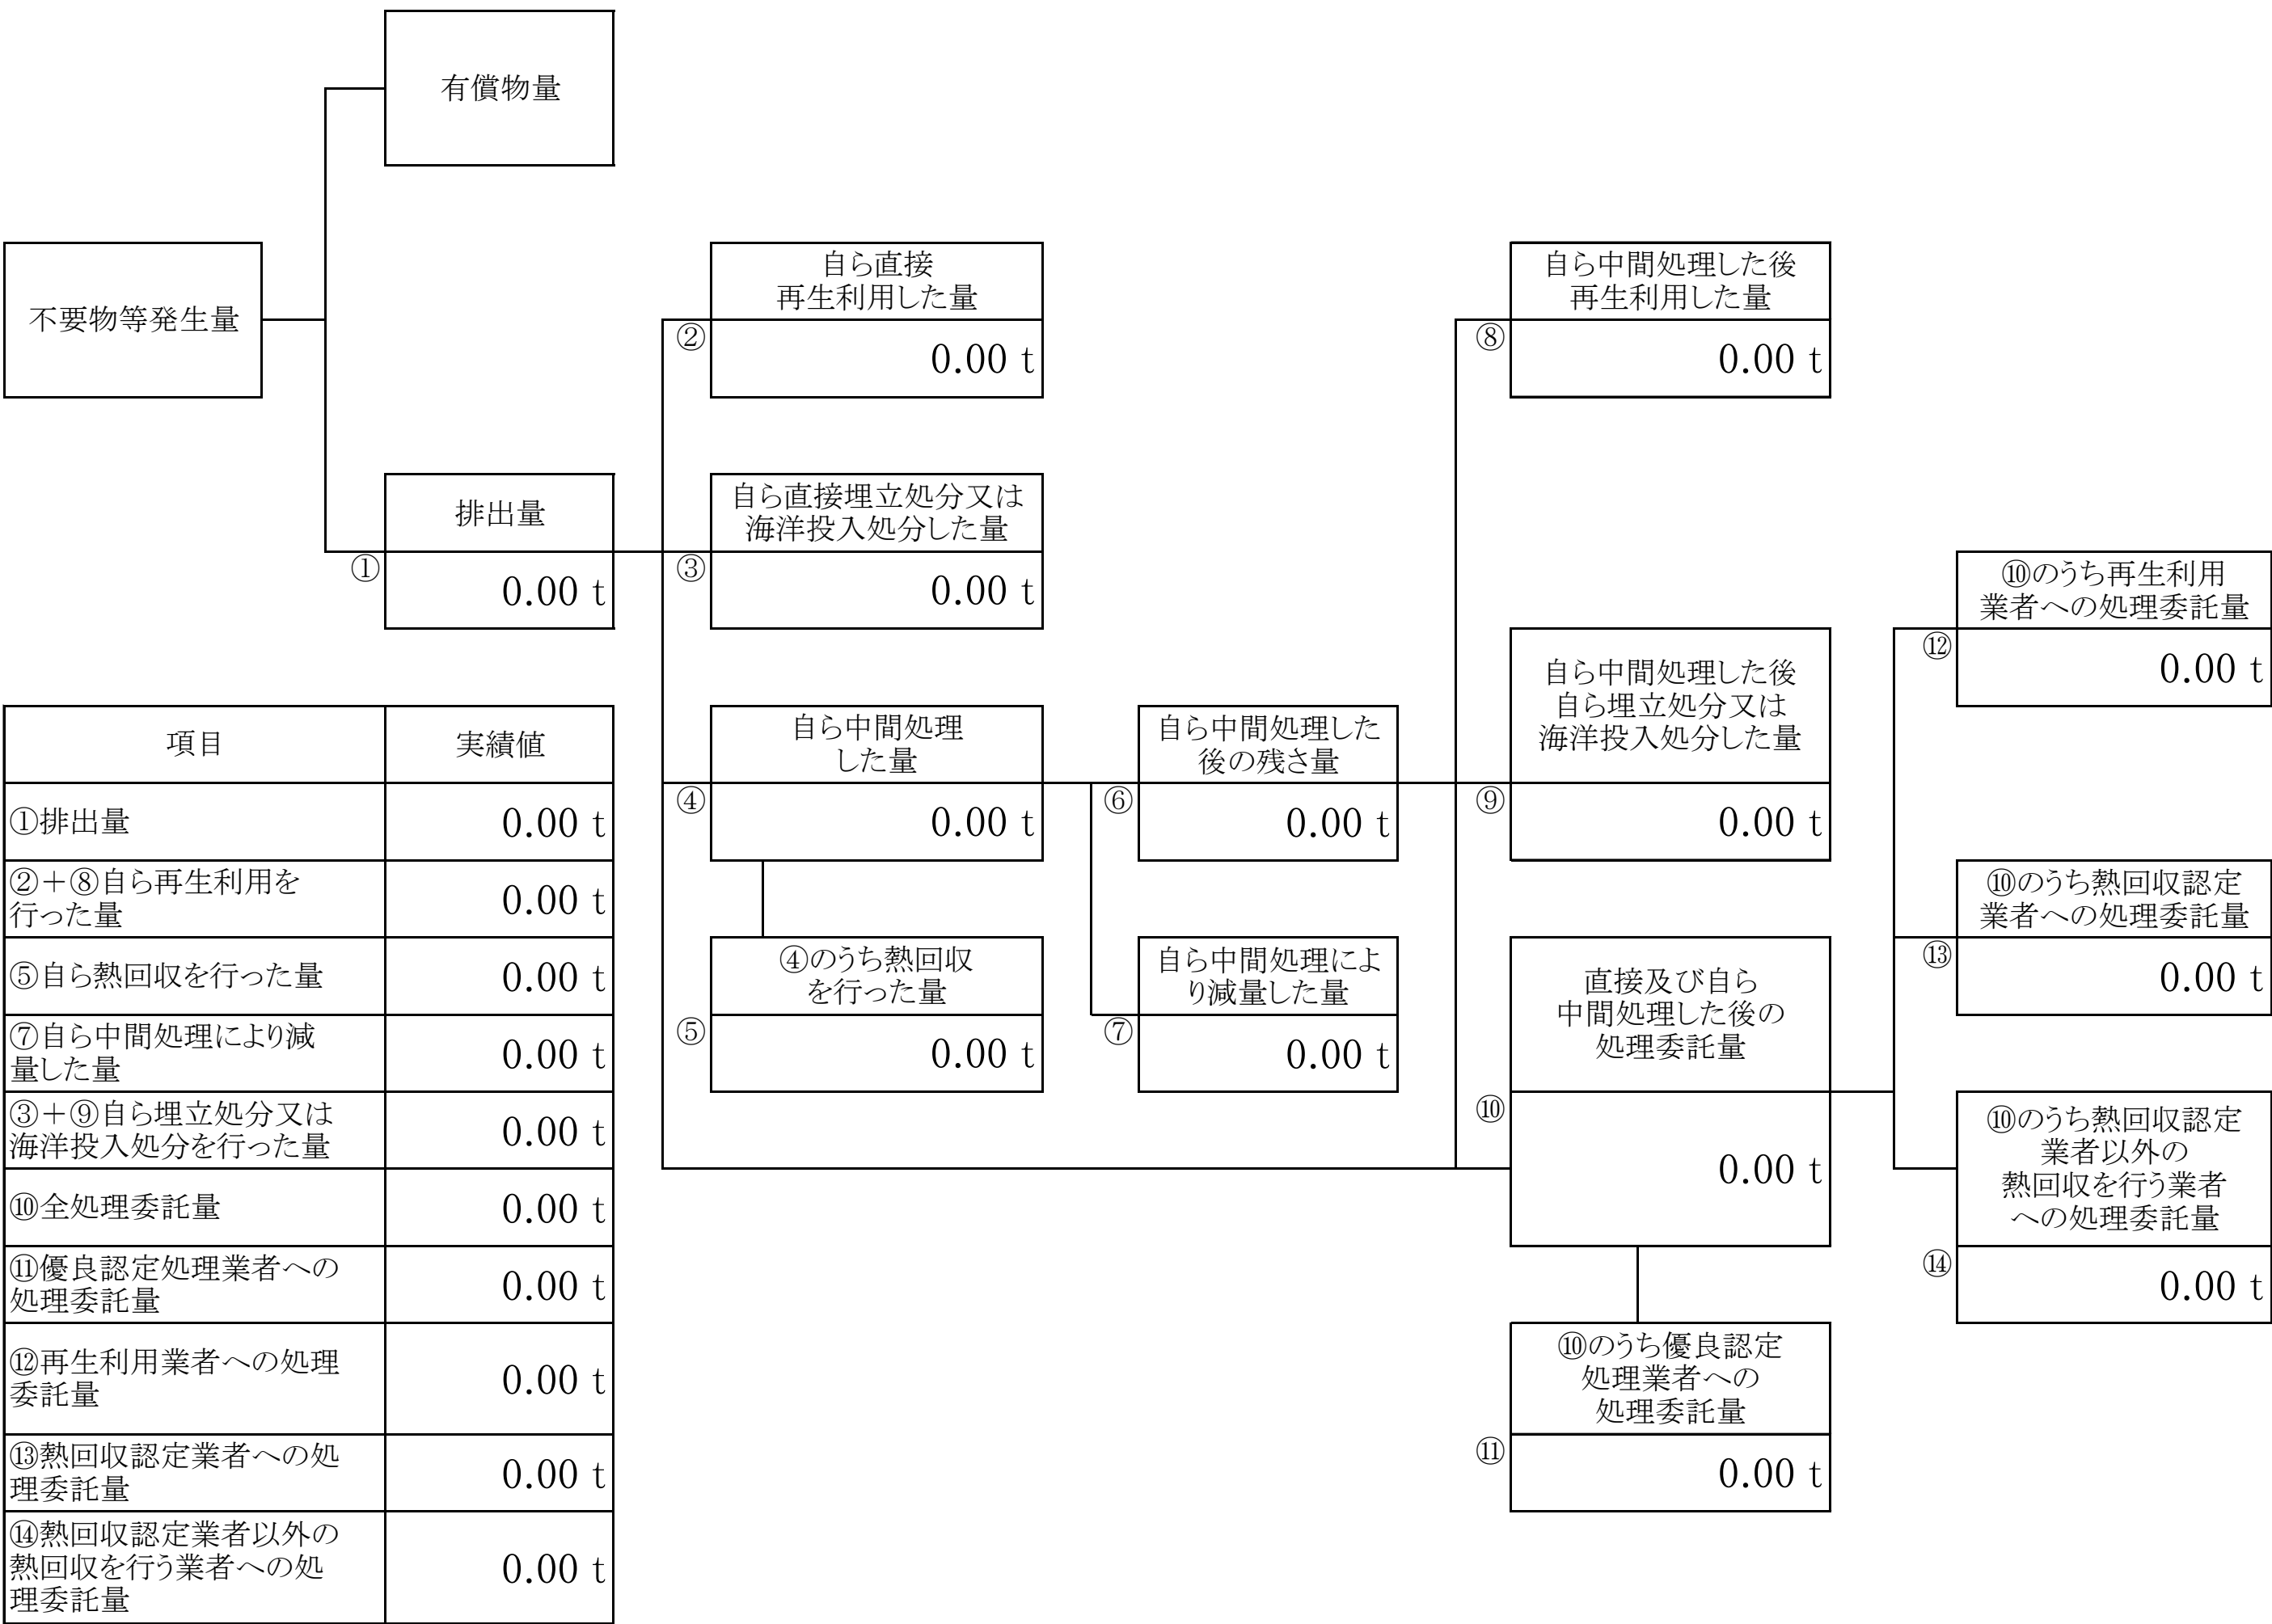 有償物量
不要物等発生量
排出量
①
0.00 t
自ら直接
再生利用した量
②
0.00 t
自ら直接埋立処分又は
海洋投入処分した量
③
0.00 t
自ら中間処理
した量
④
0.00 t
④のうち熱回収
を行った量
⑤
0.00 t
自ら中間処理した
後の残さ量
⑥
0.00 t
自ら中間処理によ
り減量した量
⑦
0.00 t
自ら中間処理した後
再生利用した量
⑧
0.00 t
自ら中間処理した後
自ら埋立処分又は
海洋投入処分した量
⑨
0.00 t
直接及び自ら
中間処理した後の
処理委託量
⑩
0.00 t
⑩のうち優良認定
処理業者への
処理委託量
⑪
0.00 t
⑩のうち再生利用
業者への処理委託量
⑫
0.00 t
⑩のうち熱回収認定
業者への処理委託量
⑬
0.00 t
⑩のうち熱回収認定
業者以外の
熱回収を行う業者
への処理委託量
⑭
0.00 t
項目 実績値
①排出量 0.00 t
②＋⑧自ら再生利用を
行った量 0.00 t
⑤自ら熱回収を行った量 0.00 t
⑦自ら中間処理により減
量した量 0.00 t
③＋⑨自ら埋立処分又は
海洋投入処分を行った量 0.00 t
⑩全処理委託量 0.00 t
⑪優良認定処理業者への
処理委託量 0.00 t
⑫再生利用業者への処理
委託量 0.00 t
⑬熱回収認定業者への処
理委託量 0.00 t
⑭熱回収認定業者以外の
熱回収を行う業者への処
理委託量 0.00 t